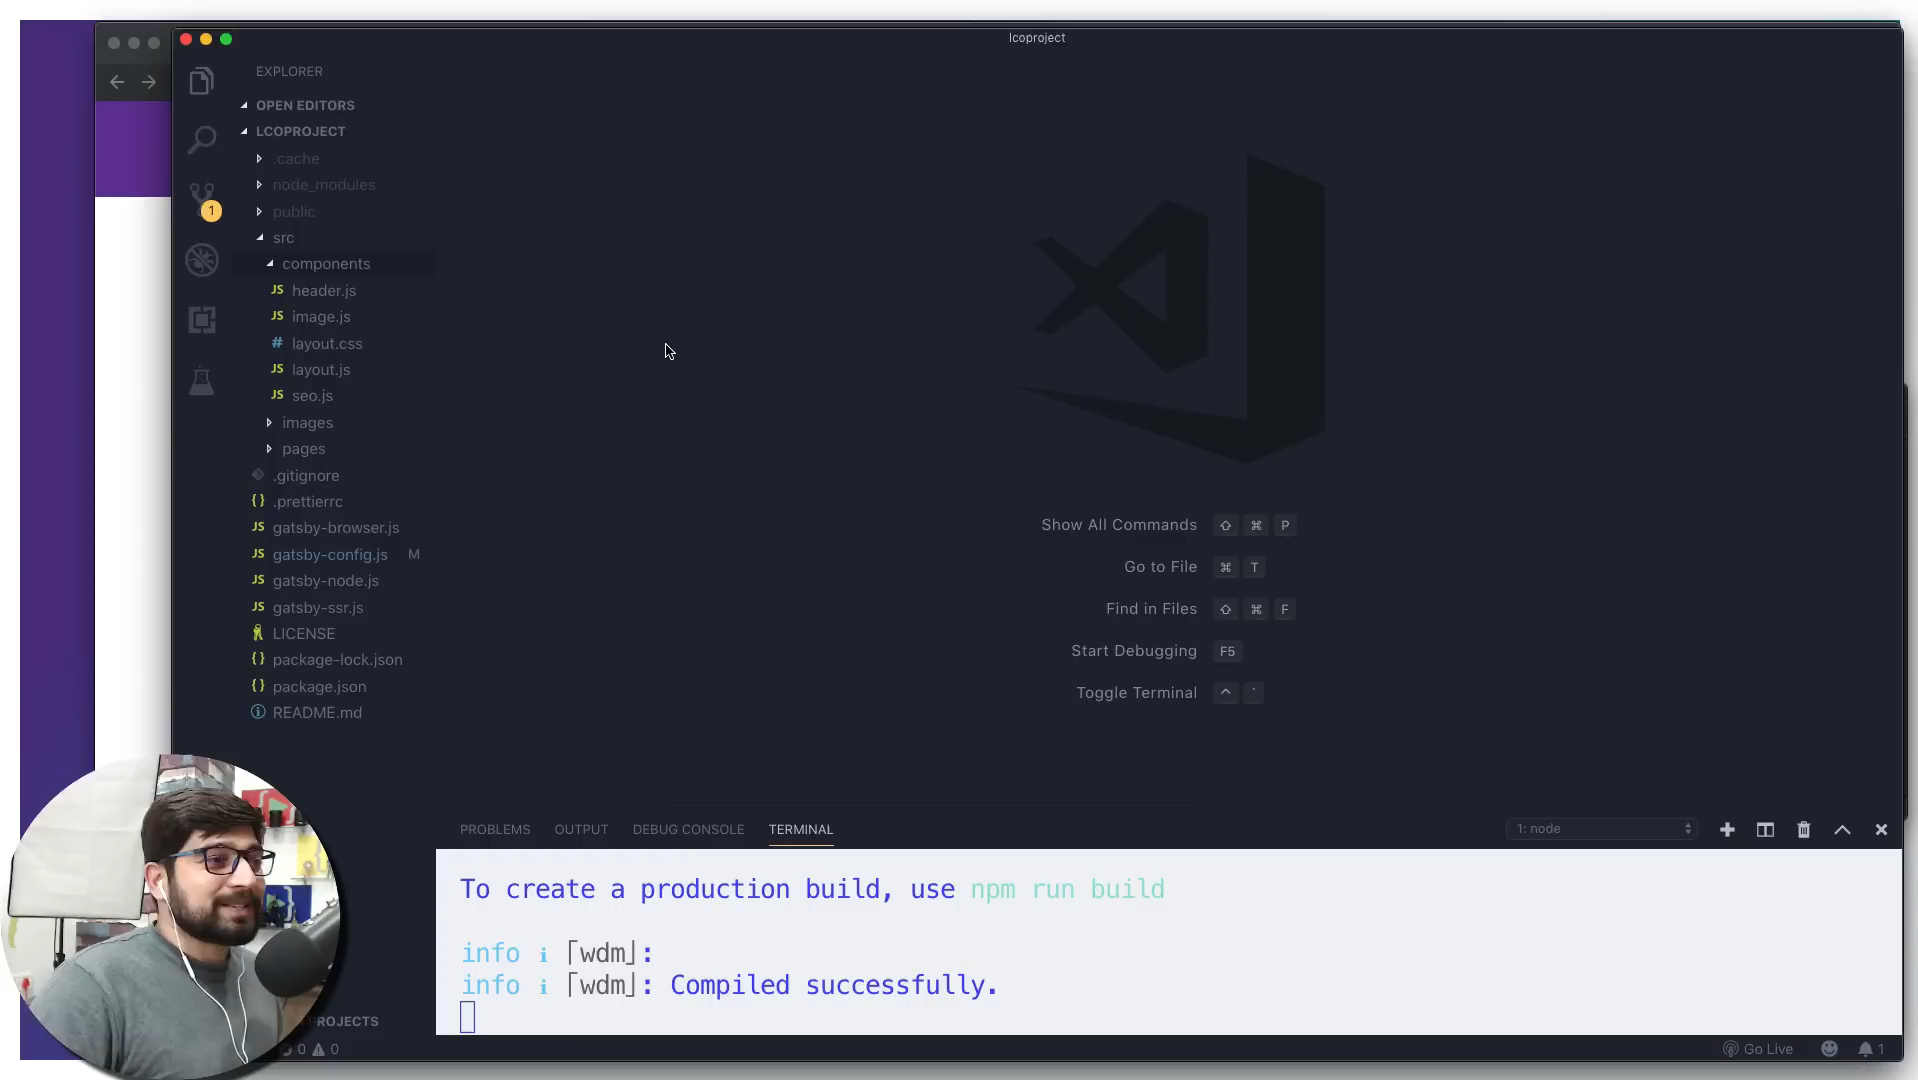 lcoproject
EXPLORER
OPEN EDITORS
LCOPROJECT
.cache
node_modules
public
1
src
components
JS header.js
JS image.js
# layout.css
JS layout.js
JS seo.js
images
pages
.gitignore
{} .prettierrc
JS gatsby-browser.js
JS gatsby-config.js M
JS gatsby-node.js
JS gatsby-ssr.js
LICENSE
{} package-lock.json
{} package.json
README.md
Show All Commands ⇧ ⌘ P
Go to File ⌘ T
Find in Files ⇧ ⌘ F
Start Debugging F5
Toggle Terminal ^ `
PROBLEMS OUTPUT DEBUG CONSOLE TERMINAL
1: node
To create a production build, use npm run build
info ℹ ｢wdm｣:
info ℹ ｢wdm｣: Compiled successfully.
PROJECTS
0 0
Go Live 1